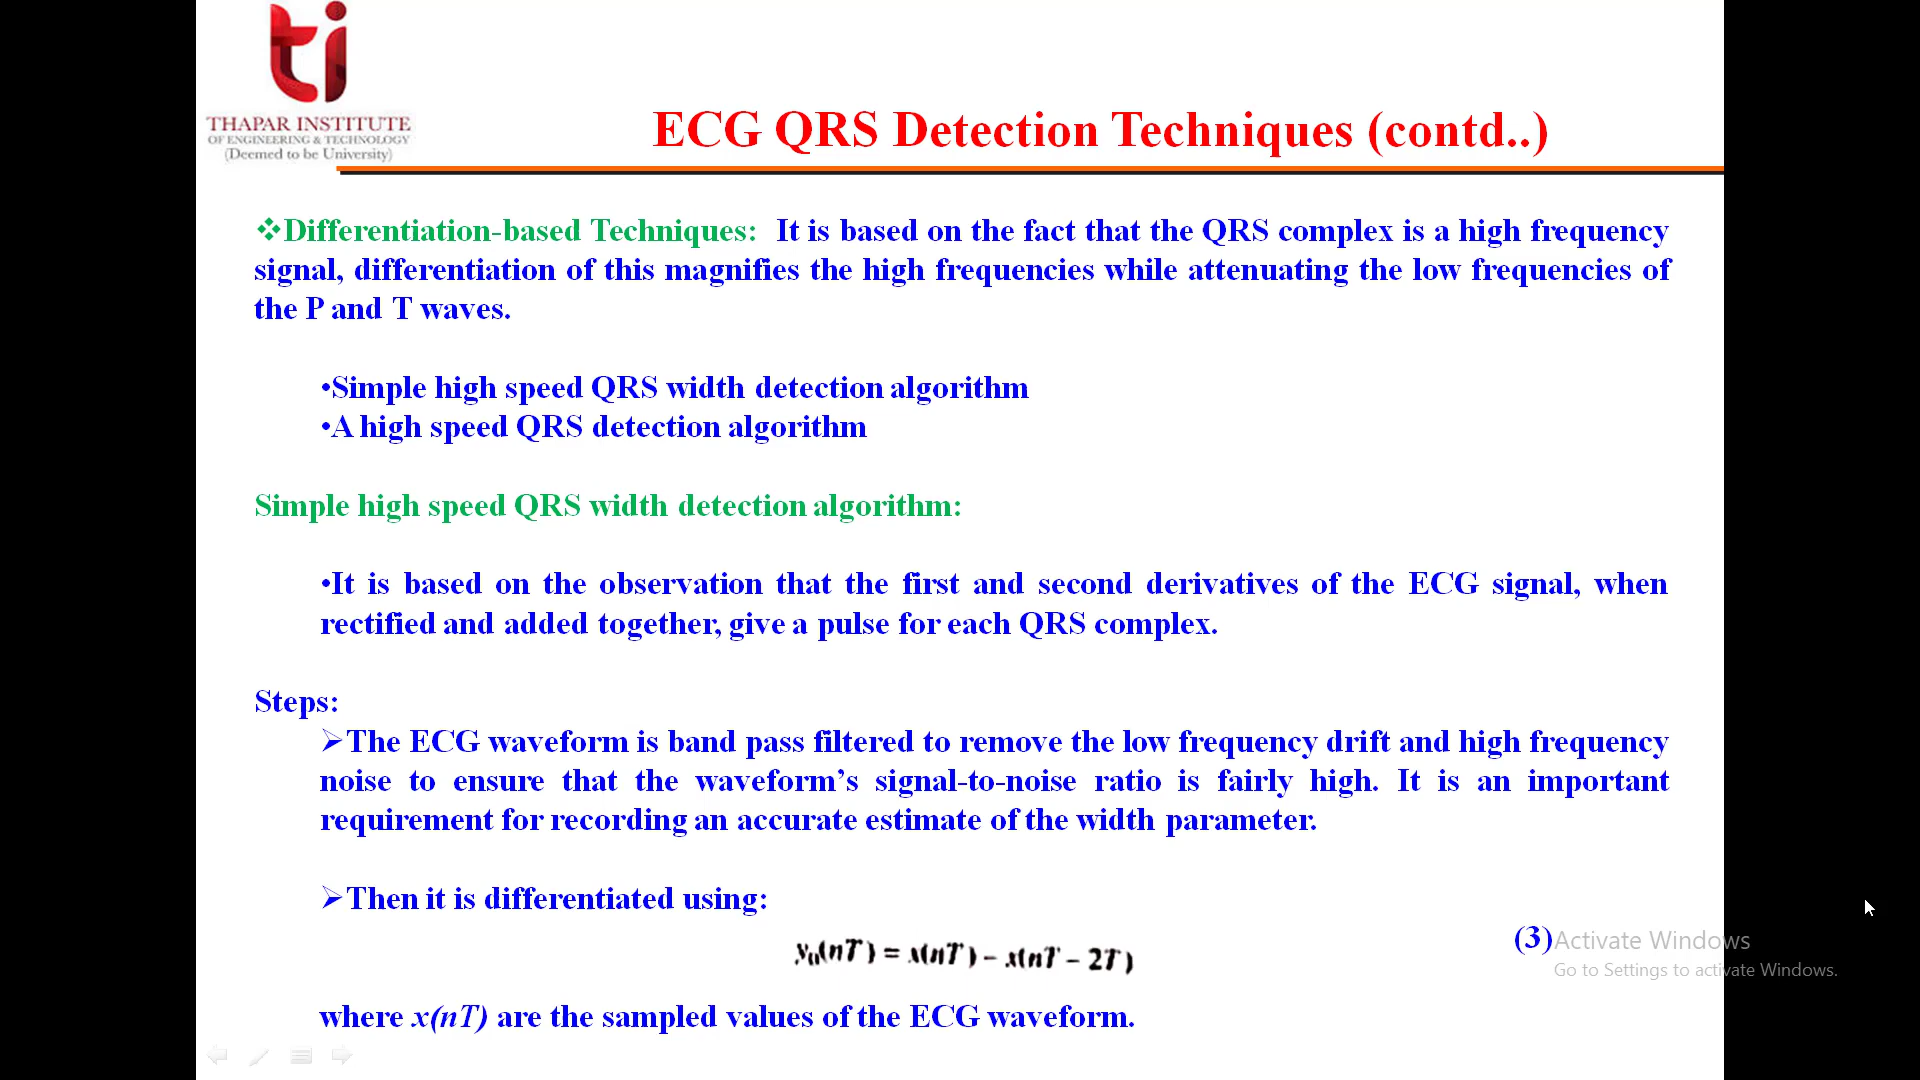 THAPAR INSTITUTE
OF ENGINEERING & TECHNOLOGY
(Deemed to be University)
ECG QRS Detection Techniques (contd..)
❖Differentiation-based Techniques: It is based on the fact that the QRS complex is a high frequency
signal, differentiation of this magnifies the high frequencies while attenuating the low frequencies of
the P and T waves.
•Simple high speed QRS width detection algorithm
•A high speed QRS detection algorithm
Simple high speed QRS width detection algorithm:
•It is based on the observation that the first and second derivatives of the ECG signal, when
rectified and added together, give a pulse for each QRS complex.
Steps:
➢The ECG waveform is band pass filtered to remove the low frequency drift and high frequency
noise to ensure that the waveform’s signal-to-noise ratio is fairly high. It is an important
requirement for recording an accurate estimate of the width parameter.
➢Then it is differentiated using:
y₀(nT) = x(nT) – x(nT – 2T)
(3)
Activate Windows
Go to Settings to activate Windows.
where x(nT) are the sampled values of the ECG waveform.